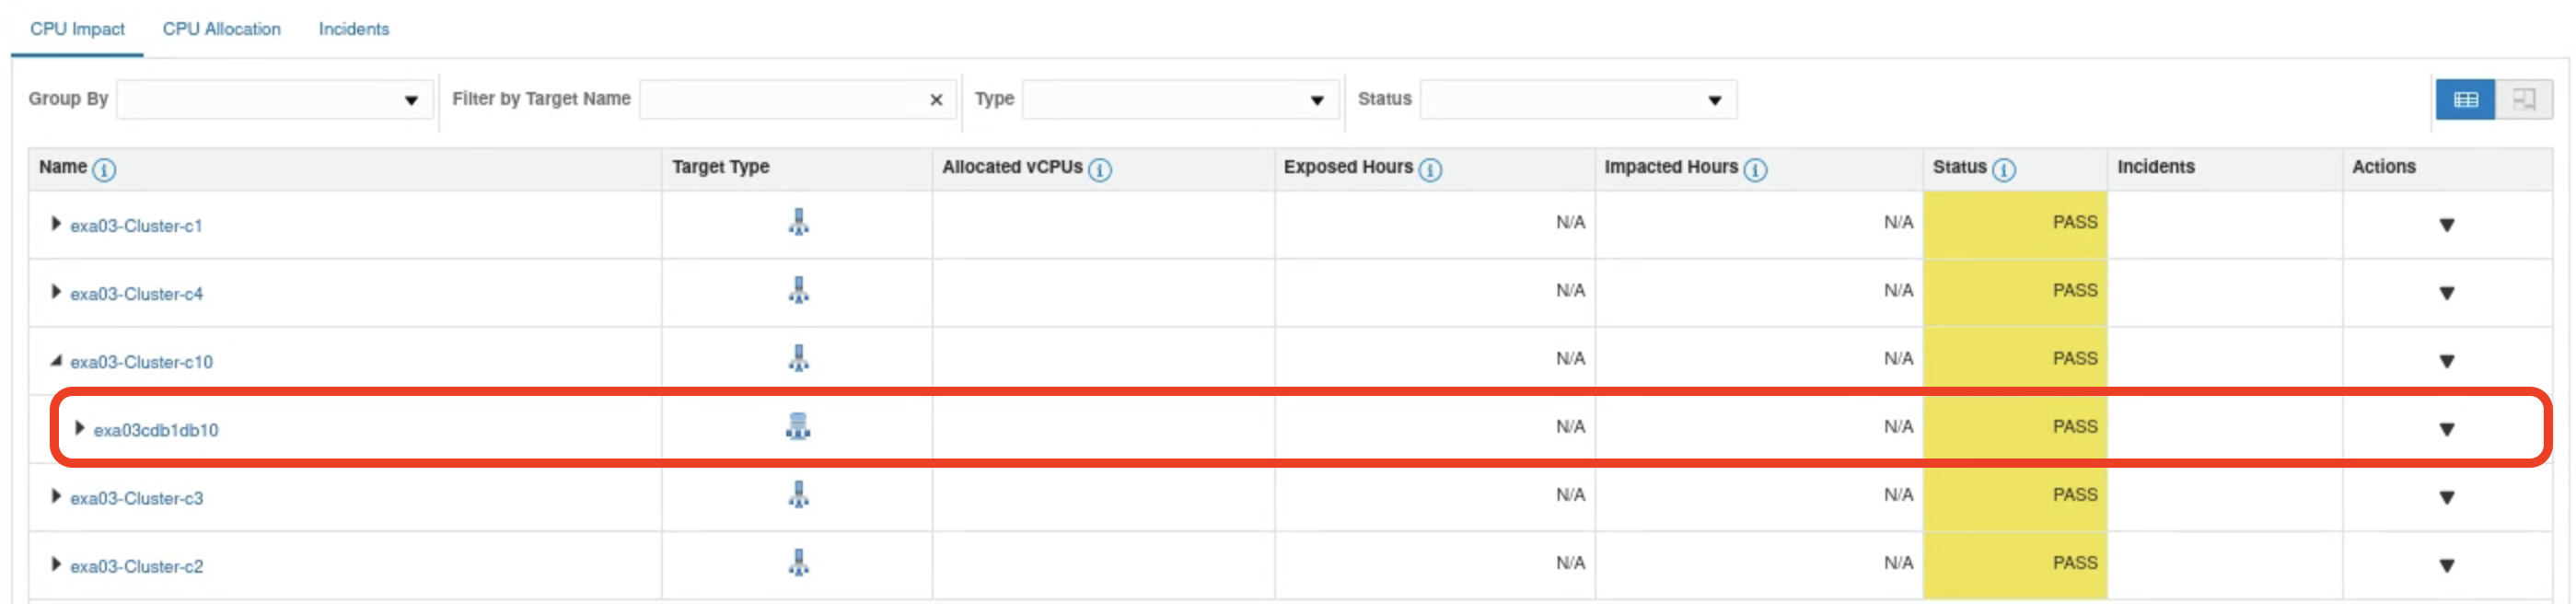 CPU Impact CPU Allocation Incidents
Group By Filter by Target Name Type Status
Name Target Type Allocated vCPUs Exposed Hours Impacted Hours Status Incidents Actions
exa03-Cluster-c1 N/A N/A PASS
exa03-Cluster-c4 N/A N/A PASS
exa03-Cluster-c10 N/A N/A PASS
exa03cdb1db10 N/A N/A PASS
exa03-Cluster-c3 N/A N/A PASS
exa03-Cluster-c2 N/A N/A PASS